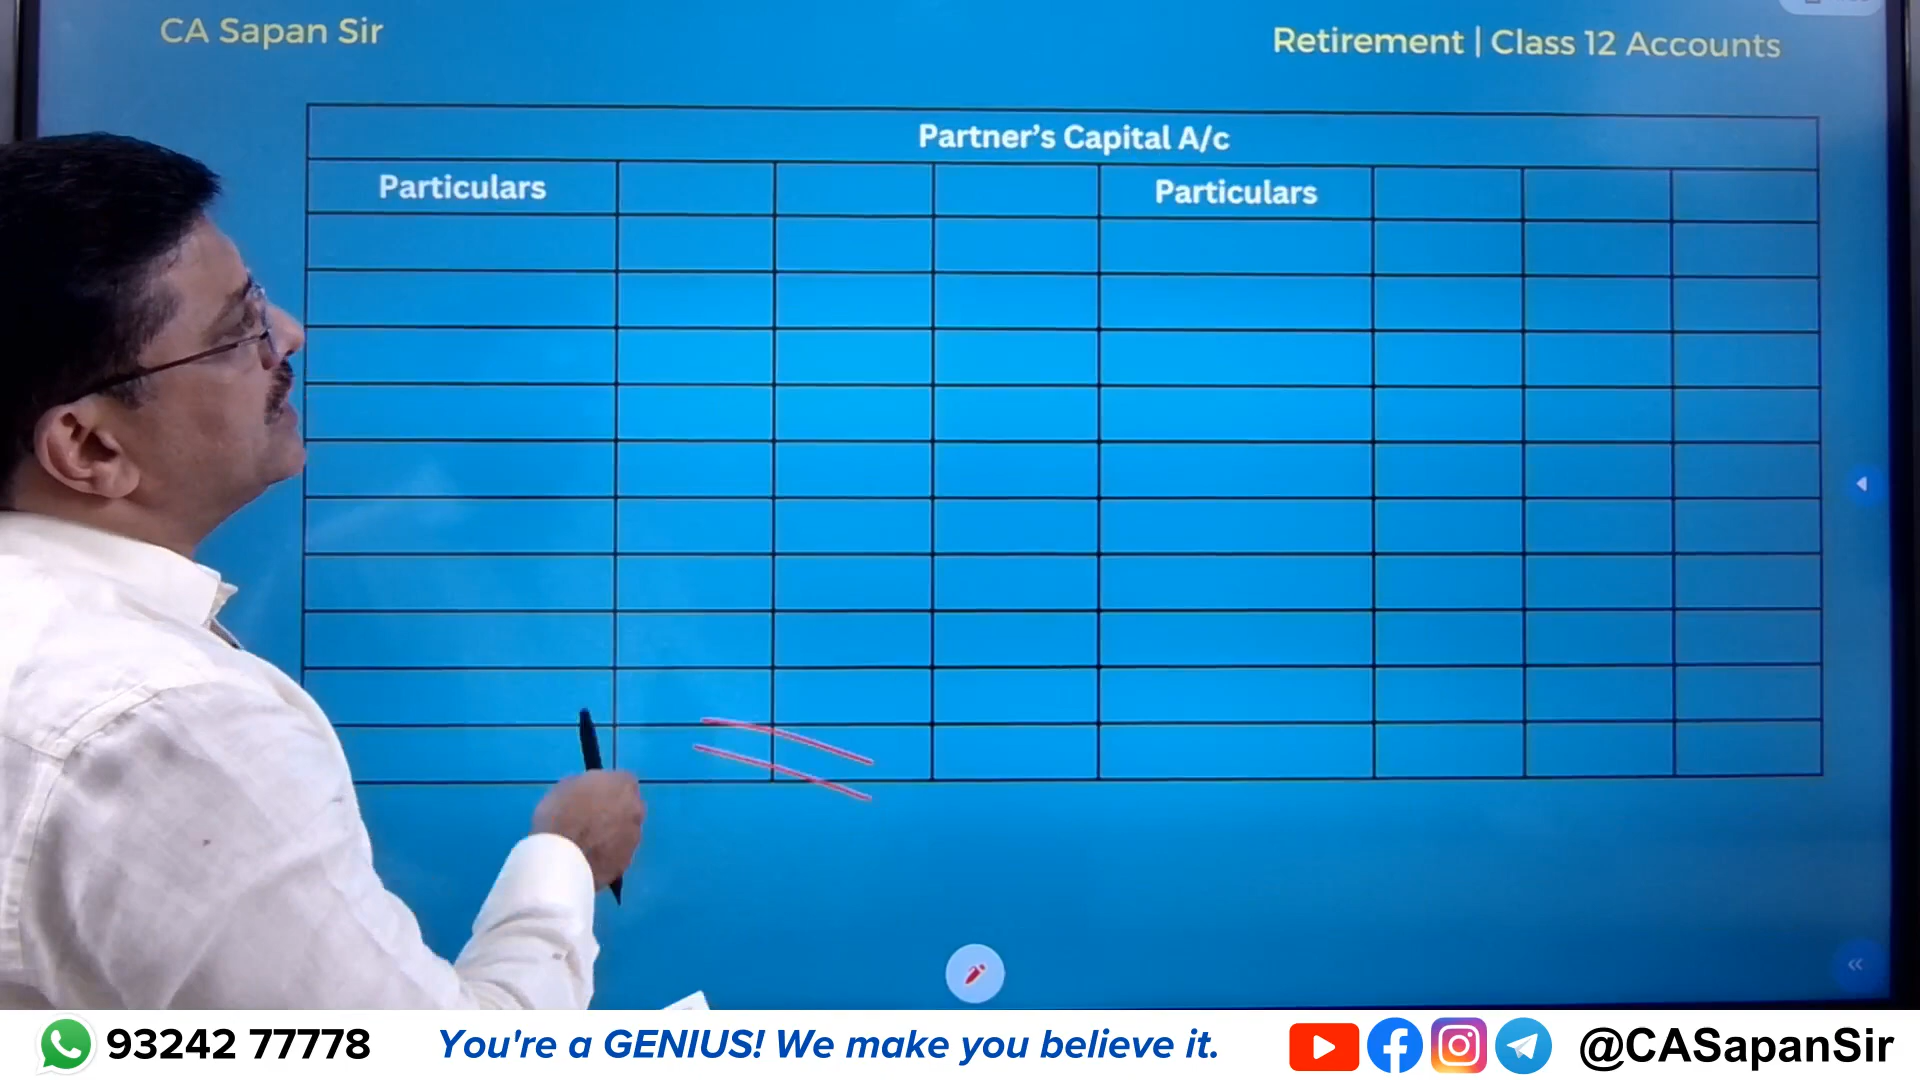 CA Sapan Sir
Retirement | Class 12 Accounts
Partner's Capital A/c
Particulars
Particulars
93242 77778
You're a GENIUS! We make you believe it.
@CASapanSir